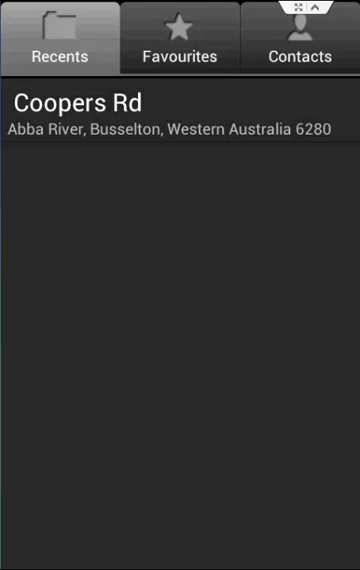 Recents
Favourites
Contacts
Coopers Rd
Abba River, Busselton, Western Australia 6280